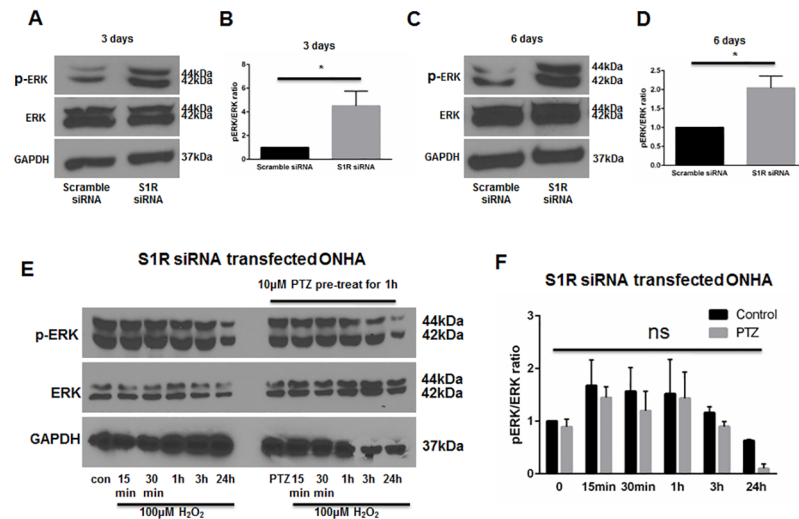 A
3 days
p-ERK
44kDa
42kDa
ERK
44kDa
42kDa
GAPDH
37kDa
Scramble siRNA
S1R siRNA
B
3 days
*
pERK/ERK ratio
8
6
4
2
0
Scramble siRNA
S1R siRNA
C
6 days
p-ERK
44kDa
42kDa
ERK
44kDa
42kDa
GAPDH
37kDa
Scramble siRNA
S1R siRNA
D
6 days
*
pERK/ERK ratio
2.5
2.0
1.5
1.0
0.5
0.0
Scramble siRNA
S1R siRNA
E
S1R siRNA transfected ONHA
10μM PTZ pre-treat for 1h
p-ERK
44kDa
42kDa
ERK
44kDa
42kDa
GAPDH
37kDa
con 15 min 30 min 1h 3h 24h
PTZ 15 min 30 min 1h 3h 24h
100μM H₂O₂
100μM H₂O₂
F
S1R siRNA transfected ONHA
Control
PTZ
ns
pERK/ERK ratio
3
2
1
0
0 15min 30min 1h 3h 24h